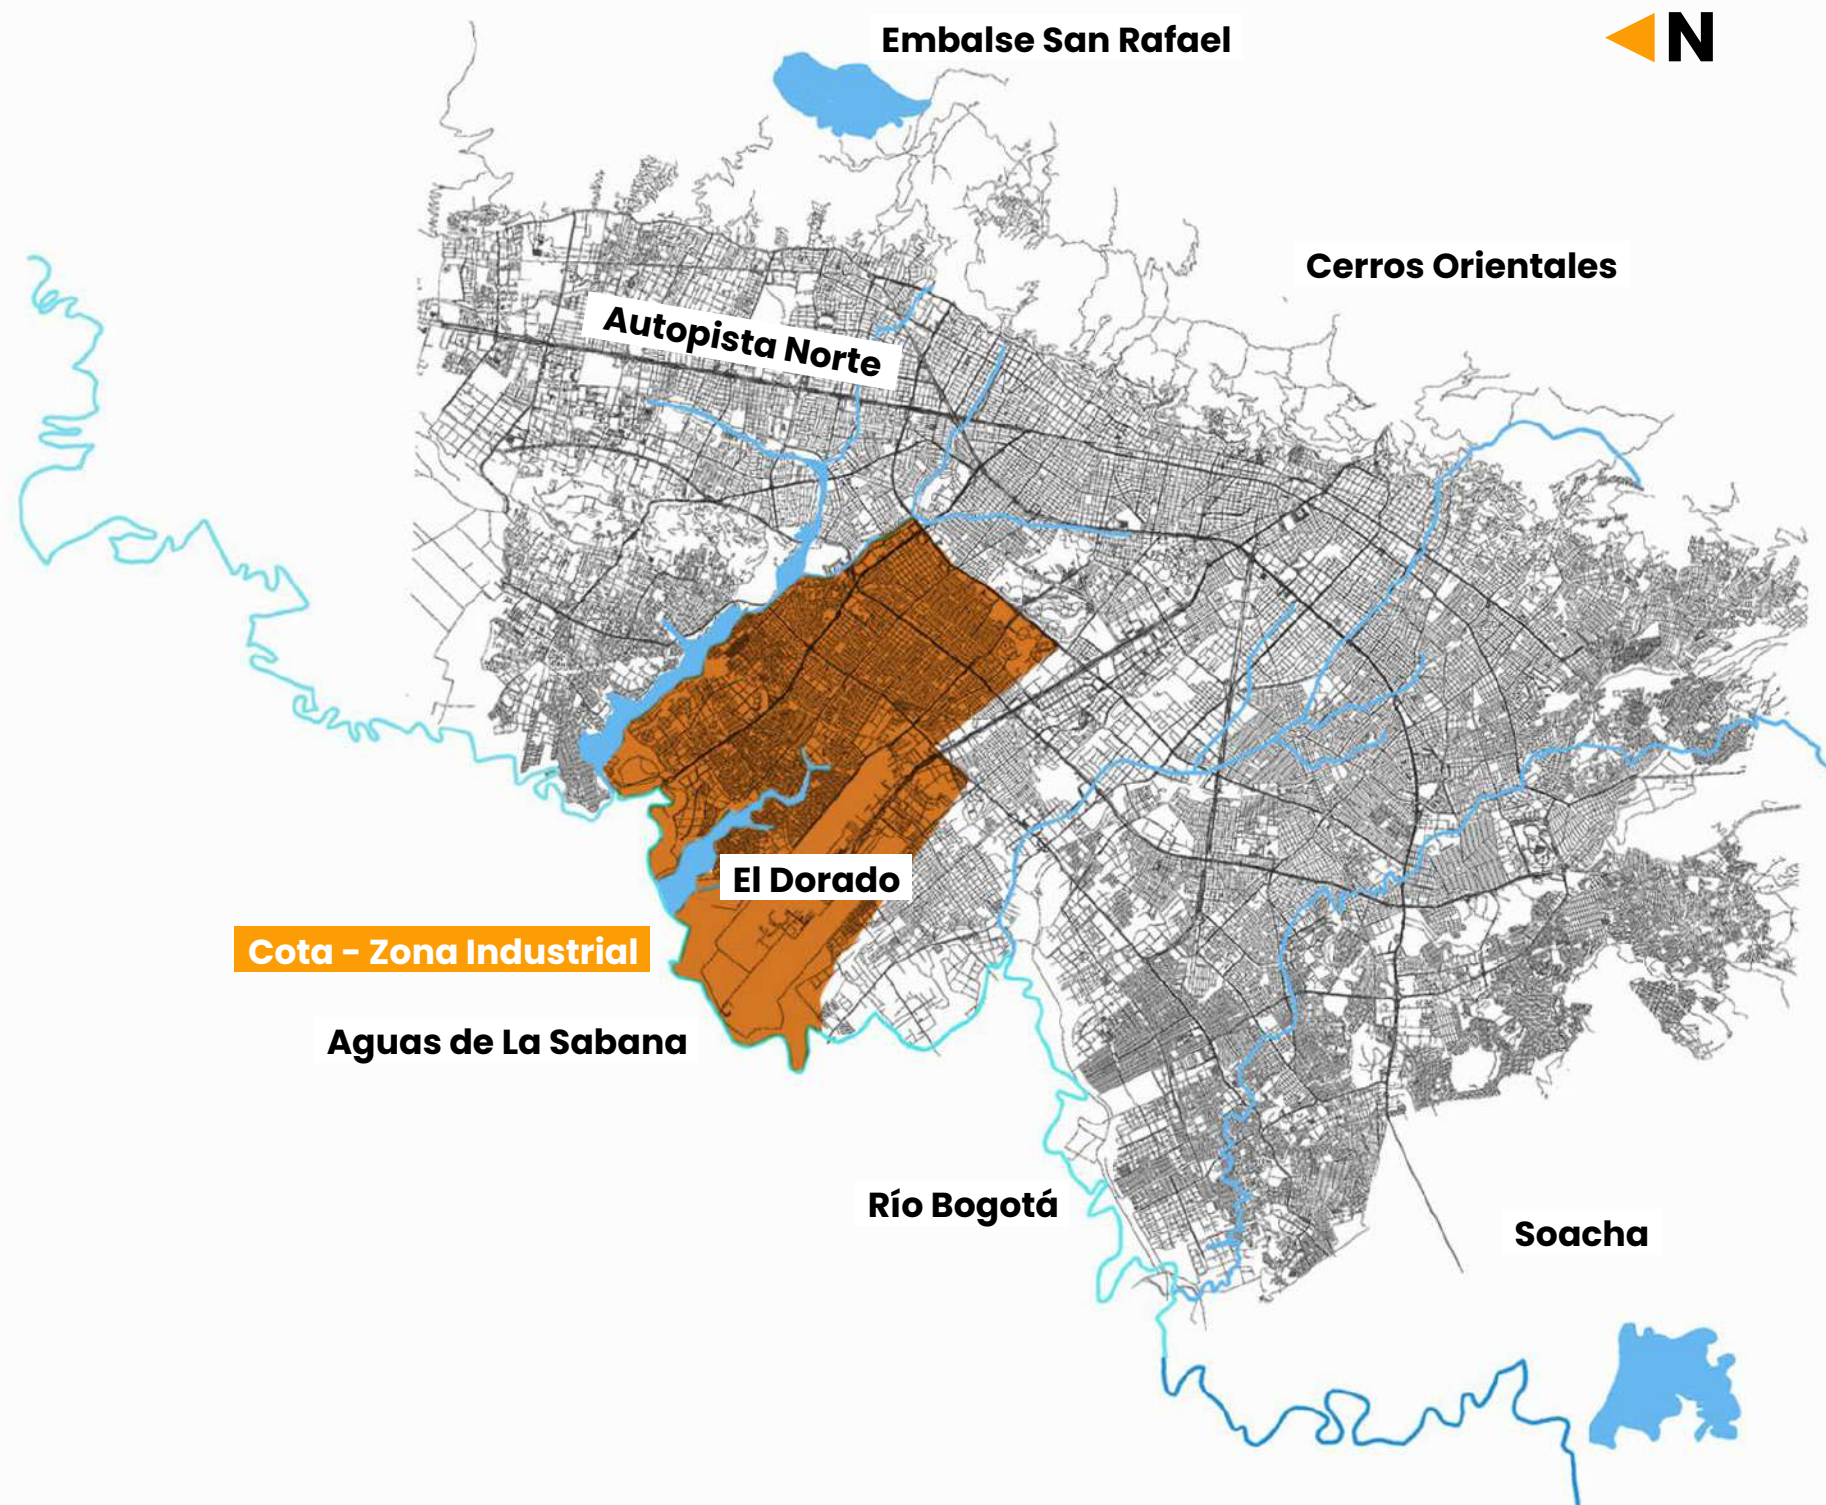 Embalse San Rafael
N
Cerros Orientales
Autopista Norte
El Dorado
Cota - Zona Industrial
Aguas de La Sabana
Río Bogotá
Soacha